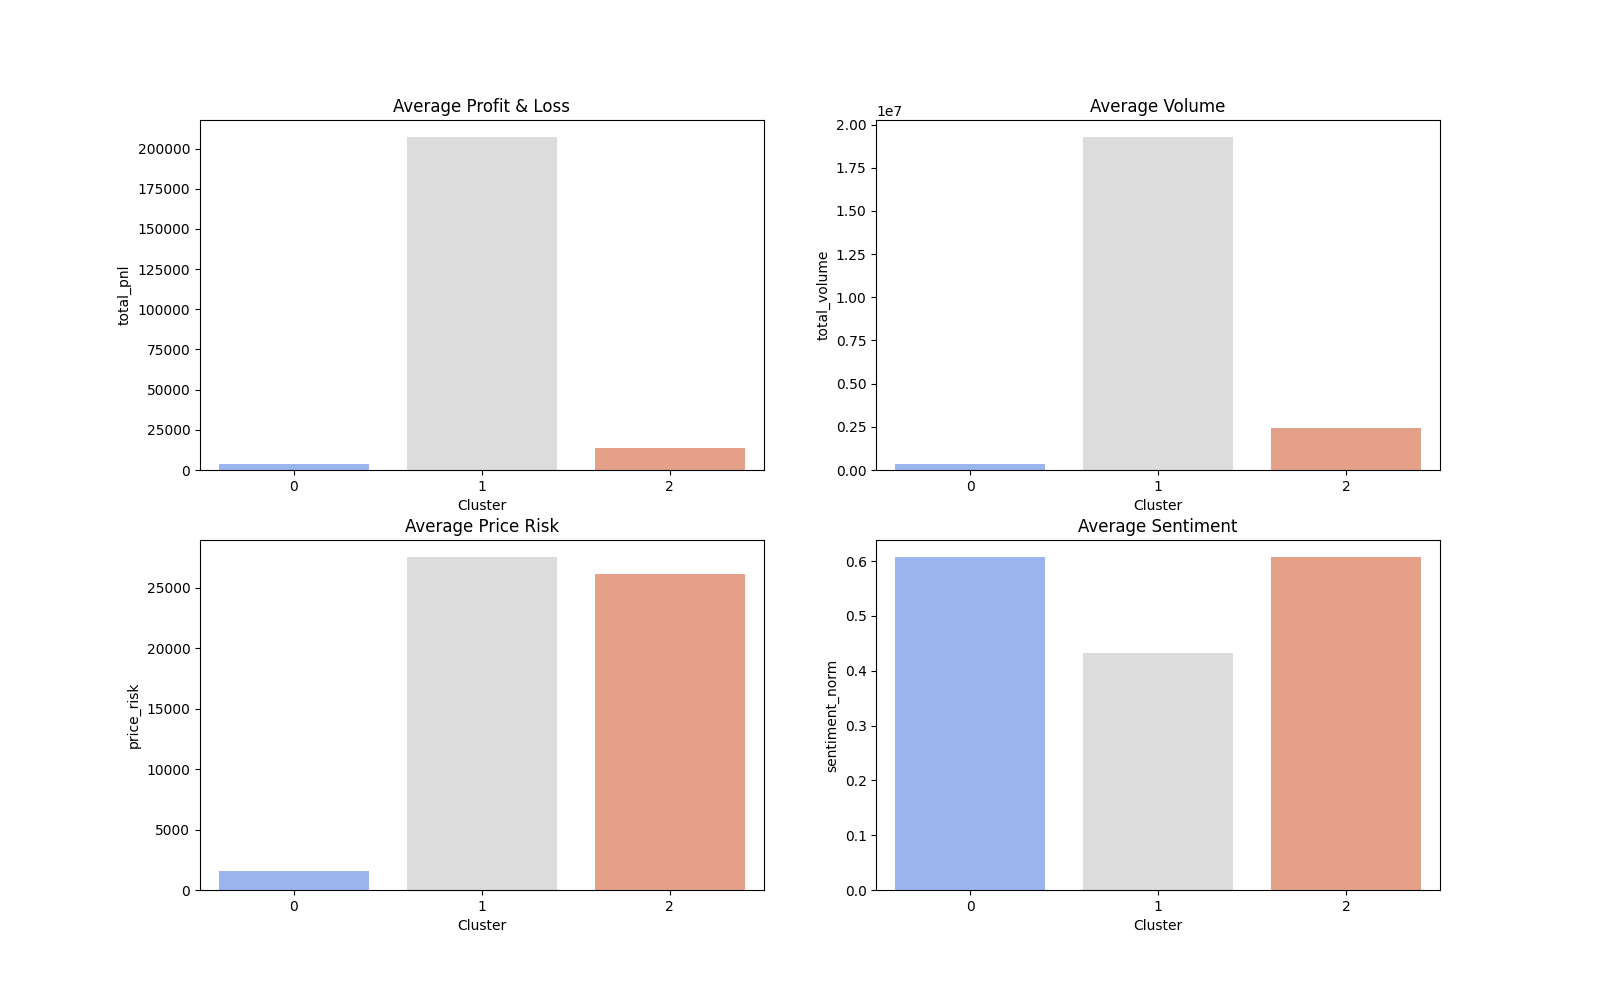 Average Profit & Loss
total_pnl
200000
175000
150000
125000
100000
75000
50000
25000
0
0 1 2
Cluster
Average Volume
1e7
total_volume
2.00
1.75
1.50
1.25
1.00
0.75
0.50
0.25
0.00
0 1 2
Cluster
Average Price Risk
price_risk
25000
20000
15000
10000
5000
0
0 1 2
Cluster
Average Sentiment
sentiment_norm
0.6
0.5
0.4
0.3
0.2
0.1
0.0
0 1 2
Cluster